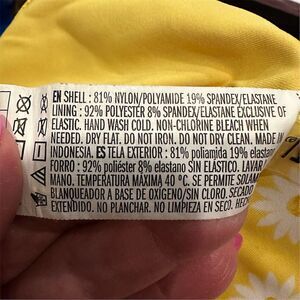 EN SHELL : 81% NYLON/POLYAMIDE 19% SPANDEX/ELASTANE
LINING : 92% POLYESTER 8% SPANDEX/ELASTANE EXCLUSIVE OF
ELASTIC. HAND WASH COLD. NON-CHLORINE BLEACH WHEN
NEEDED. DRY FLAT. DO NOT IRON. DO NOT DRY CLEAN. MADE IN
INDONESIA. ES TELA EXTERIOR : 81% poliamida 19% elastano
: 92% poliéster 8% elastano SIN ELÁSTICO. LAVAR
MANO. TEMPERATURA MÁXIMA 40 °C. SE PERMITE
BLANQUEADOR A BASE DE OXÍGENO/SIN CLORO. SECADO
EXTENDIDO. NO PLANCHAR. NO LIMPIEZA EN SECO.